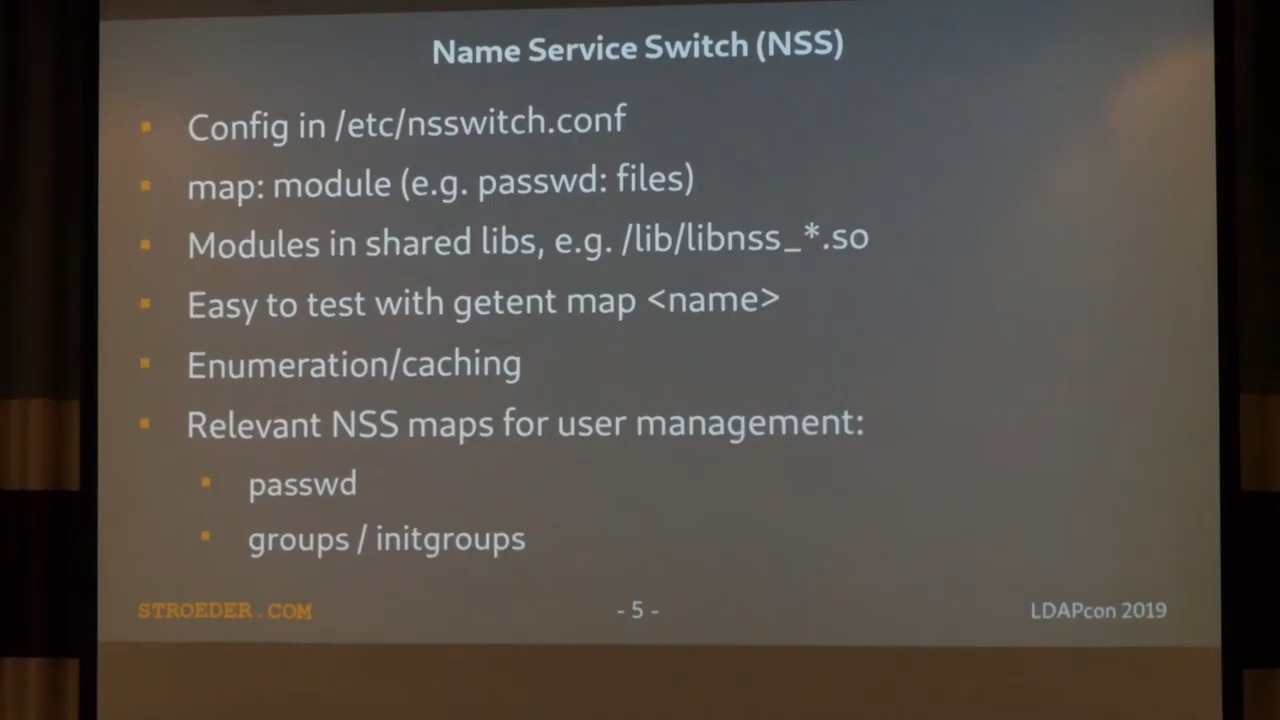 Name Service Switch (NSS)
Config in /etc/nsswitch.conf
map: module (e.g. passwd: files)
Modules in shared libs, e.g. /lib/libnss_*.so
Easy to test with getent map <name>
Enumeration/caching
Relevant NSS maps for user management:
passwd
groups / initgroups
STROEDER.COM
- 5 -
LDAPcon 2019